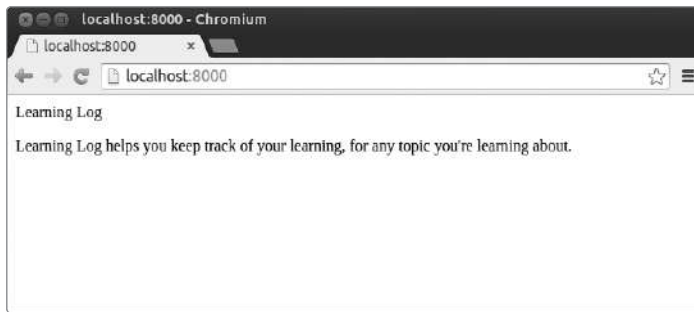 localhost:8000 - Chromium
localhost:8000
localhost:8000
Learning Log
Learning Log helps you keep track of your learning, for any topic you're learning about.